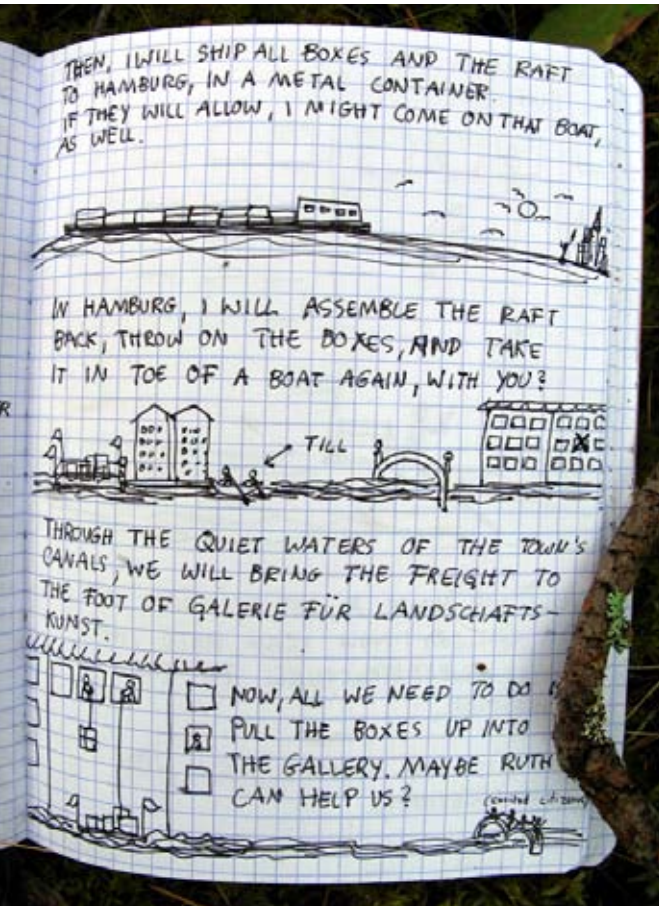 THEN, I WILL SHIP ALL BOXES AND THE RAFT
TO HAMBURG, IN A METAL CONTAINER.
IF THEY WILL ALLOW, I MIGHT COME ON THAT BOAT,
AS WELL.
IN HAMBURG, I WILL ASSEMBLE THE RAFT
BACK, THROW ON THE BOXES, AND TAKE
IT IN TOE OF A BOAT AGAIN, WITH YOU?
R
TILL
THROUGH THE QUIET WATERS OF THE TOWN'S
CANALS, WE WILL BRING THE FREIGHT TO
THE FOOT OF GALERIE FÜR LANDSCHAFTS-
KUNST.
NOW, ALL WE NEED TO DO
PULL THE BOXES UP INTO
THE GALLERY. MAYBE RUTH
CAN HELP US?